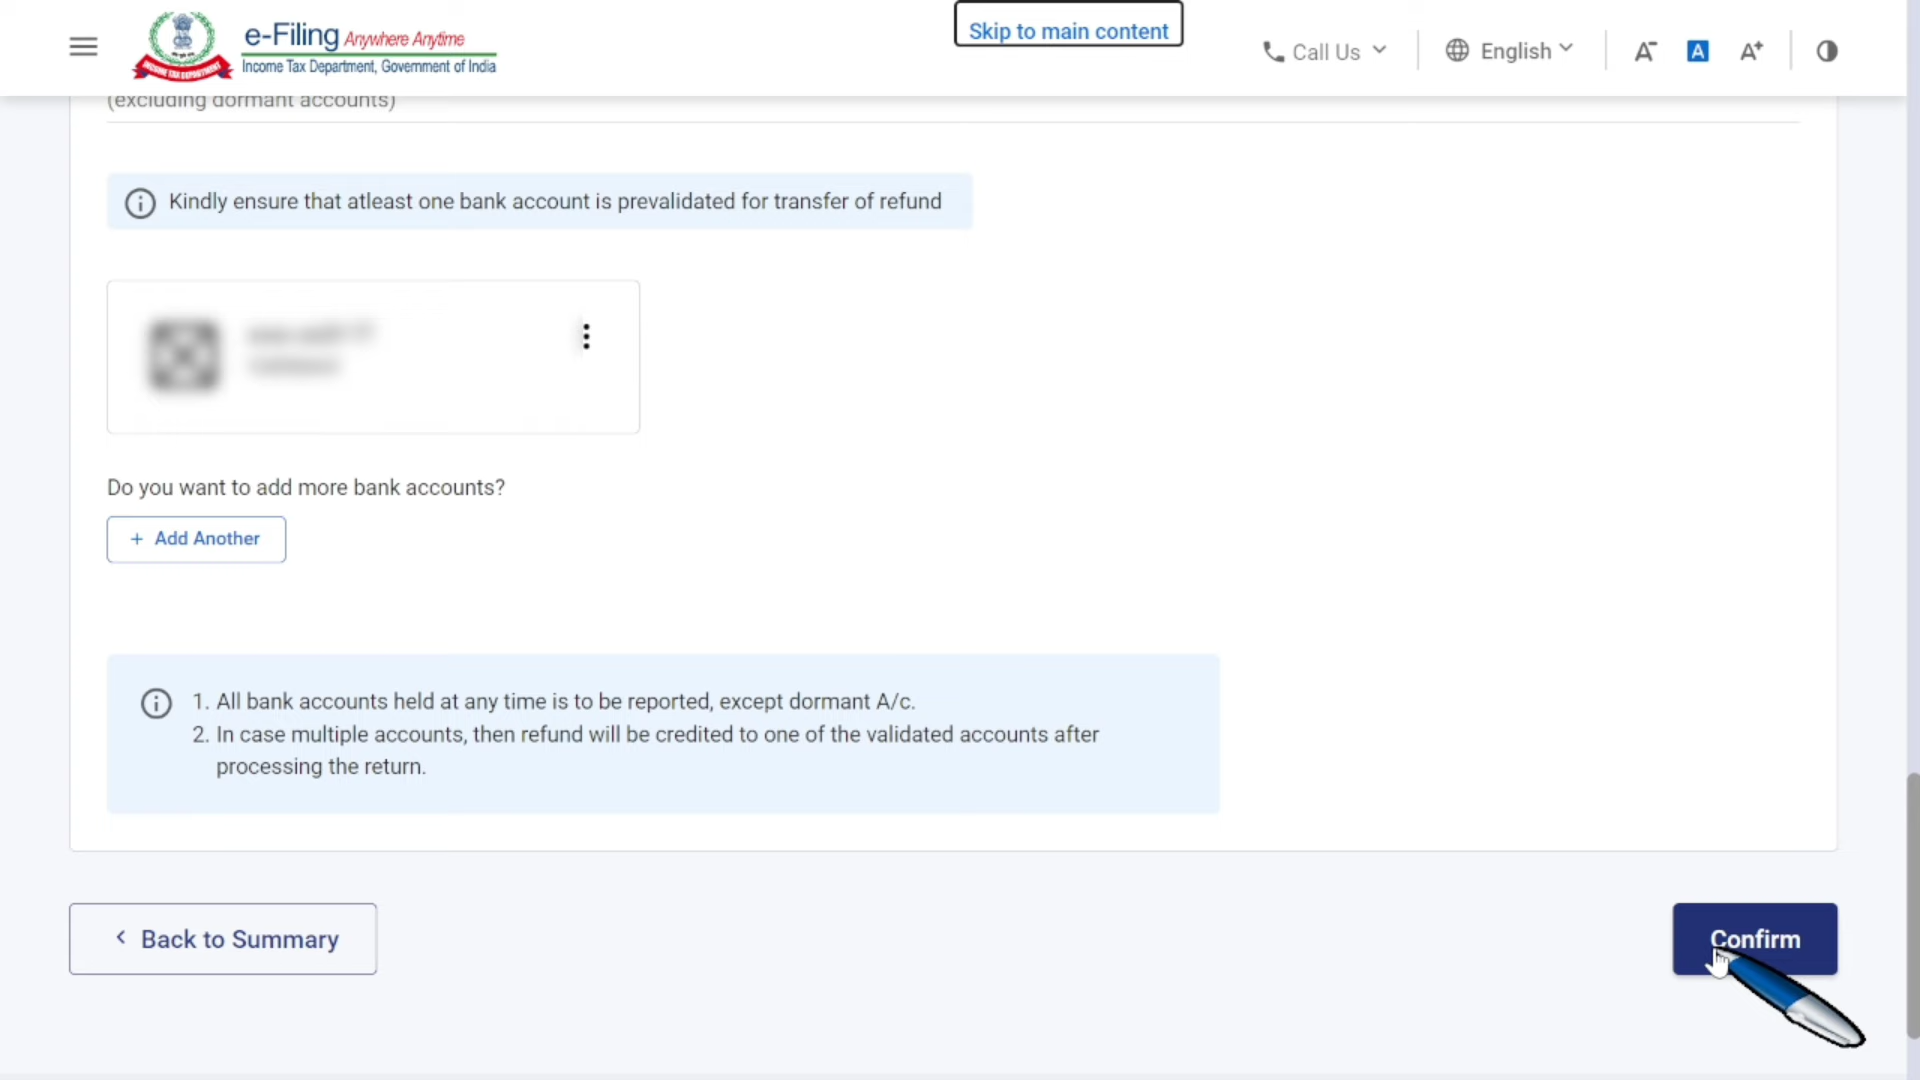 Skip to main content
e-Filing Anywhere Anytime
Income Tax Department, Government of India
INCOME TAX DEPARTMENT
Call Us
English
A-
A
A+
(excluding dormant accounts)
Kindly ensure that atleast one bank account is prevalidated for transfer of refund
Do you want to add more bank accounts?
+ Add Another
1. All bank accounts held at any time is to be reported, except dormant A/c.
2. In case multiple accounts, then refund will be credited to one of the validated accounts after
processing the return.
< Back to Summary
Confirm